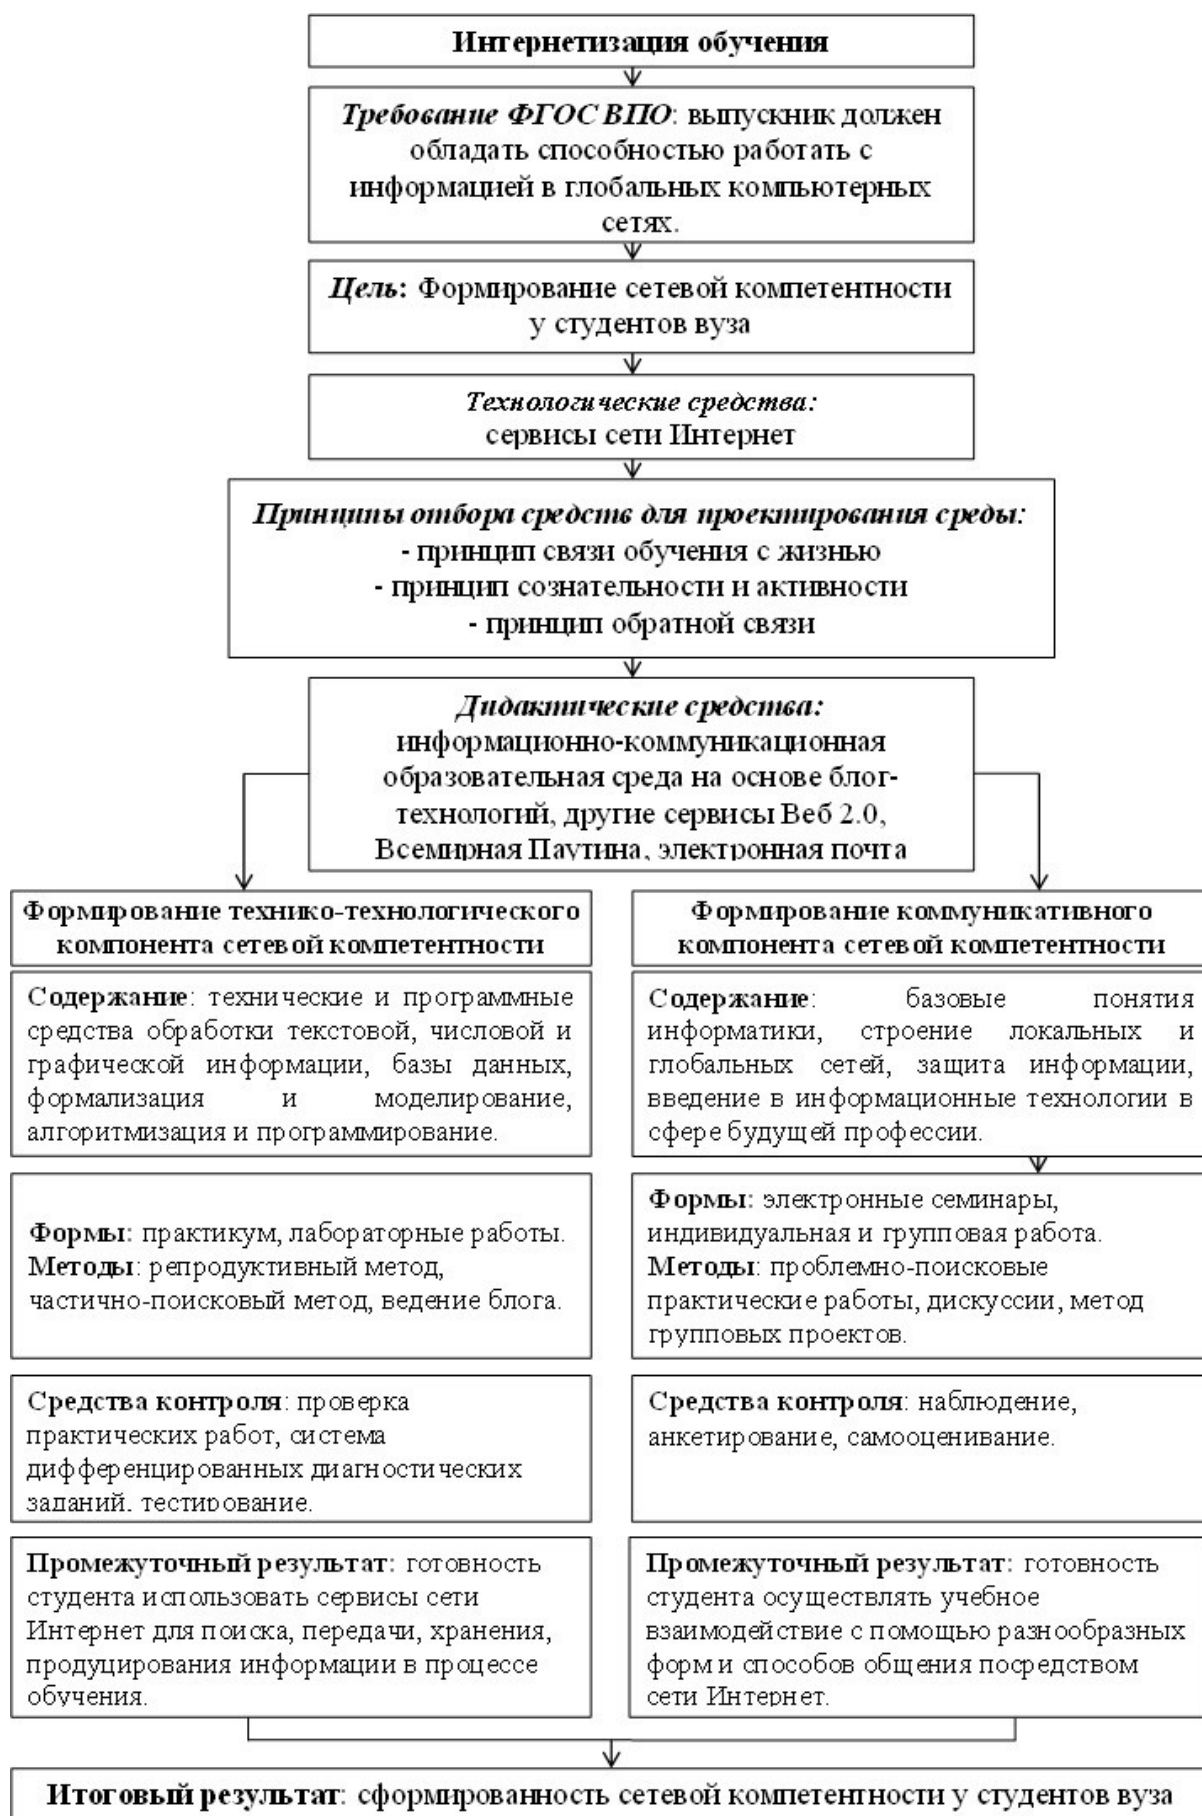 Интернетизация обучения
Требование ФГОС ВПО: выпускник должен
обладать способностью работать с
информацией в глобальных компьютерных
сетях.
Цель: Формирование сетевой компетентности
у студентов вуза
Технологические средства:
сервисы сети Интернет
Принципы отбора средств для проектирования среды:
- принцип связи обучения с жизнью
- принцип сознательности и активности
- принцип обратной связи
Дидактические средства:
информационно-коммуникационная
образовательная среда на основе блог-
технологий, другие сервисы Веб 2.0,
Всемирная Паутина, электронная почта
Формирование технико-технологического
компонента сетевой компетентности
Содержание: технические и программные
средства обработки текстовой, числовой и
графической информации, базы данных,
формализация и моделирование,
алгоритмизация и программирование.
Формы: практикум, лабораторные работы.
Методы: репродуктивный метод,
частично-поисковый метод, ведение блога.
Средства контроля: проверка
практических работ, система
дифференцированных диагностических
заданий, тестирование.
Промежуточный результат: готовность
студента использовать сервисы сети
Интернет для поиска, передачи, хранения,
продуцирования информации в процессе
обучения.
Формирование коммуникативного
компонента сетевой компетентности
Содержание: базовые понятия
информатики, строение локальных и
глобальных сетей, защита информации,
введение в информационные технологии в
сфере будущей профессии.
Формы: электронные семинары,
индивидуальная и групповая работа.
Методы: проблемно-поисковые
практические работы, дискуссии, метод
групповых проектов.
Средства контроля: наблюдение,
анкетирование, самооценивание.
Промежуточный результат: готовность
студента осуществлять учебное
взаимодействие с помощью разнообразных
форм и способов общения посредством
сети Интернет.
Итоговый результат: сформированность сетевой компетентности у студентов вуза